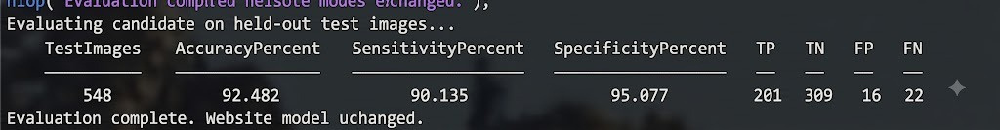 Evaluating candidate on held-out test images...
TestImages AccuracyPercent SensitivityPercent SpecificityPercent TP TN FP FN
548 92.482 90.135 95.077 201 309 16 22
Evaluation complete. Website model uchanged.